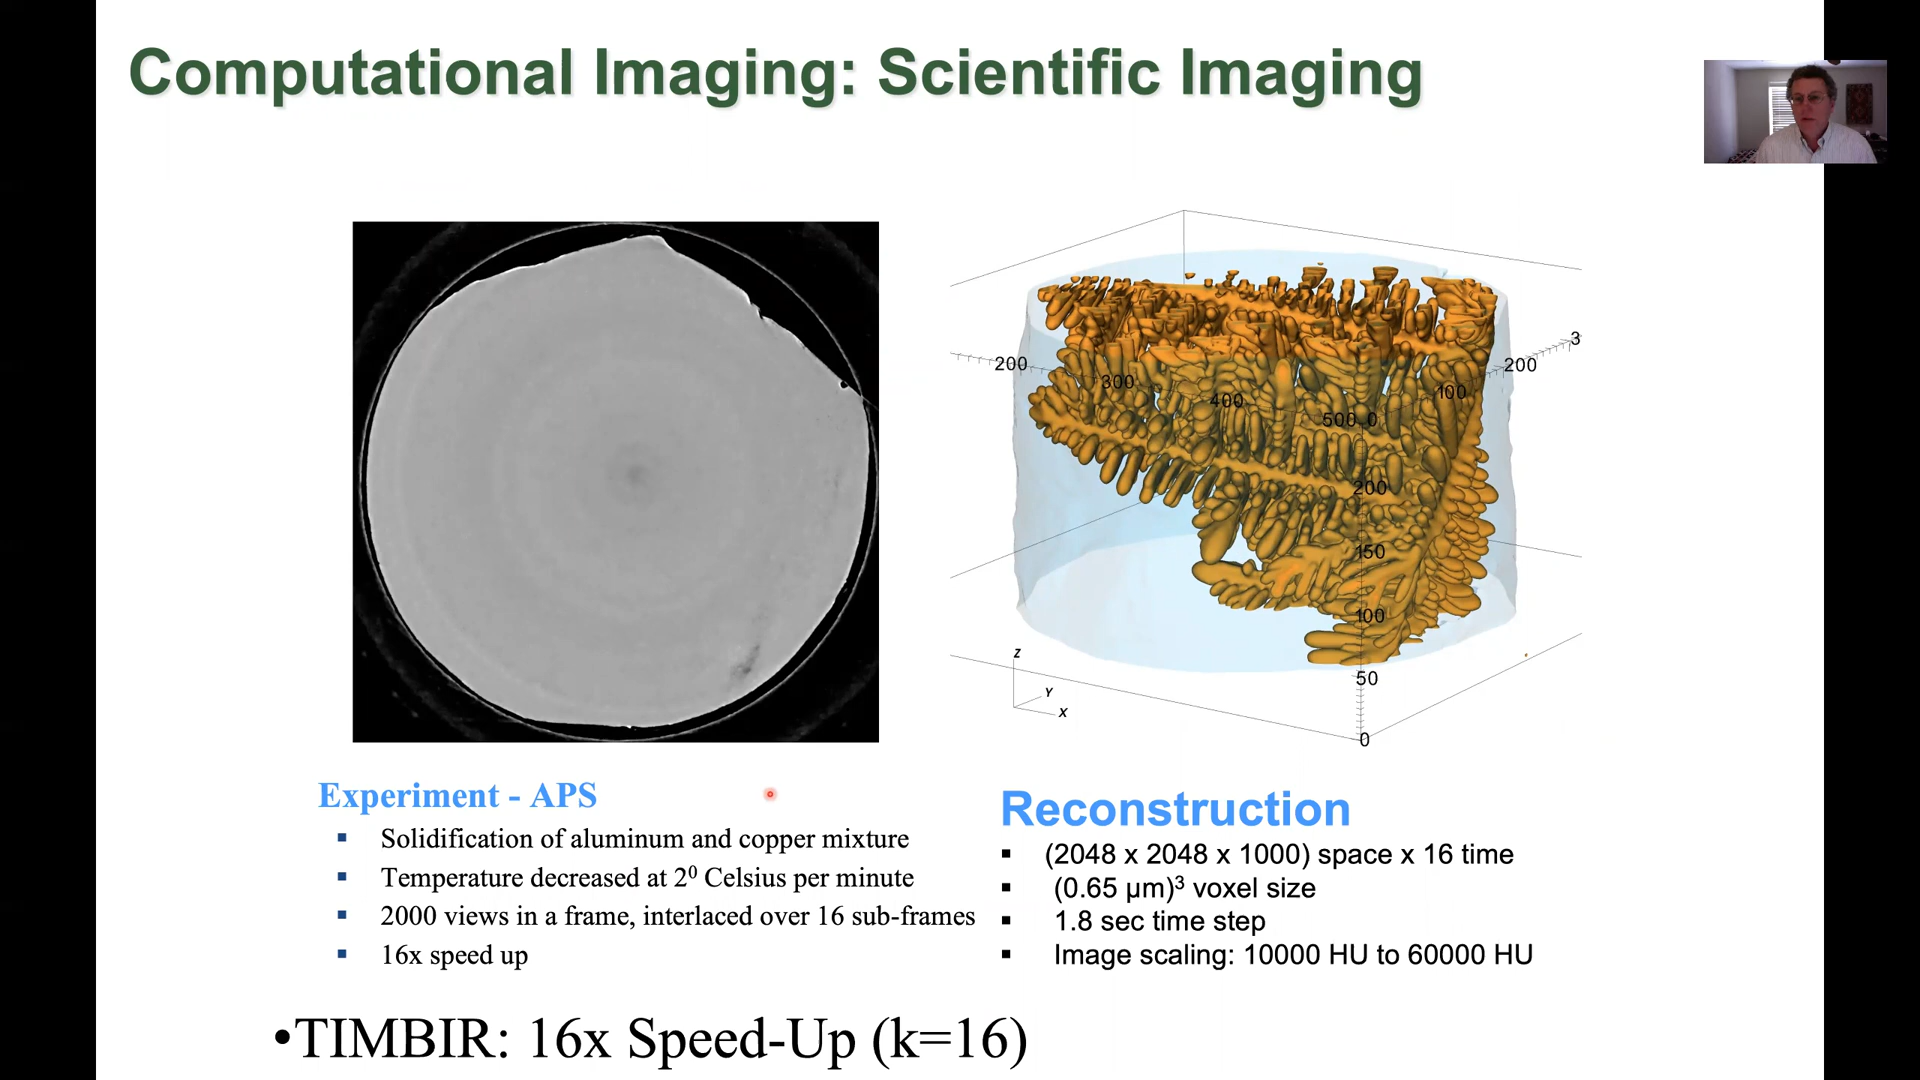 Computational Imaging: Scientific Imaging
200
300
400
500 0
100
200
3
200
150
100
50
0
Z
Y
X
Experiment - APS
▪ Solidification of aluminum and copper mixture
▪ Temperature decreased at 2⁰ Celsius per minute
▪ 2000 views in a frame, interlaced over 16 sub-frames
▪ 16x speed up
Reconstruction
▪ (2048 x 2048 x 1000) space x 16 time
▪ (0.65 µm)³ voxel size
▪ 1.8 sec time step
▪ Image scaling: 10000 HU to 60000 HU
•TIMBIR: 16x Speed-Up (k=16)